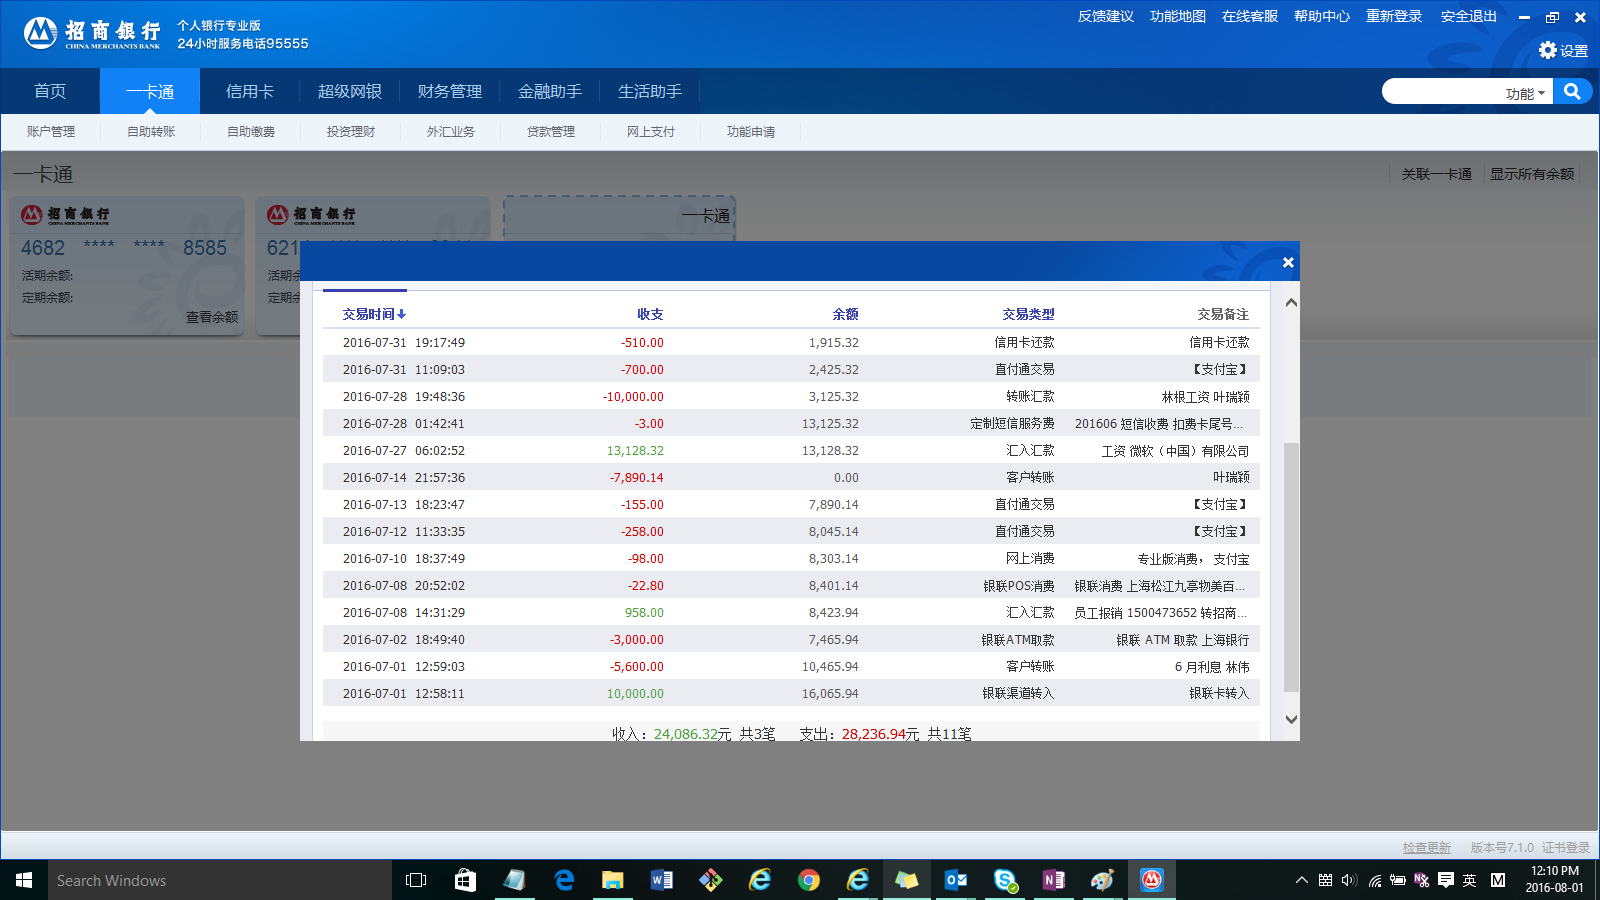 招商银行 个人银行专业版
CHINA MERCHANTS BANK 24小时服务电话95555
反馈建议 功能地图 在线客服 帮助中心 重新登录 安全退出
设置
首页 一卡通 信用卡 超级网银 财务管理 金融助手 生活助手
功能
账户管理 自助转账 自助缴费 投资理财 外汇业务 贷款管理 网上支付 功能申请
一卡通 关联一卡通 显示所有余额
招商银行 招商银行 一卡通
CHINA MERCHANTS BANK CHINA MERCHANTS BANK
4682 **** **** 8585 621
活期余额: 活期余
定期余额: 定期余
查看余额
交易时间 收支 余额 交易类型 交易备注
2016-07-31 19:17:49 -510.00 1,915.32 信用卡还款 信用卡还款
2016-07-31 11:09:03 -700.00 2,425.32 直付通交易 【支付宝】
2016-07-28 19:48:36 -10,000.00 3,125.32 转账汇款 林根工资 叶瑞颖
2016-07-28 01:42:41 -3.00 13,125.32 定制短信服务费 201606 短信收费 扣费卡尾号...
2016-07-27 06:02:52 13,128.32 13,128.32 汇入汇款 工资 微软（中国）有限公司
2016-07-14 21:57:36 -7,890.14 0.00 客户转账 叶瑞颖
2016-07-13 18:23:47 -155.00 7,890.14 直付通交易 【支付宝】
2016-07-12 11:33:35 -258.00 8,045.14 直付通交易 【支付宝】
2016-07-10 18:37:49 -98.00 8,303.14 网上消费 专业版消费， 支付宝
2016-07-08 20:52:02 -22.80 8,401.14 银联POS消费 银联消费 上海松江九亭物美百...
2016-07-08 14:31:29 958.00 8,423.94 汇入汇款 员工报销 1500473652 转招商...
2016-07-02 18:49:40 -3,000.00 7,465.94 银联ATM取款 银联 ATM 取款 上海银行
2016-07-01 12:59:03 -5,600.00 10,465.94 客户转账 6 月利息 林伟
2016-07-01 12:58:11 10,000.00 16,065.94 银联渠道转入 银联卡转入
收入：24,086.32元 共3笔 支出：28,236.94元 共11笔
检查更新 版本号7.1.0 证书登录
Search Windows 英 M 12:10 PM
2016-08-01